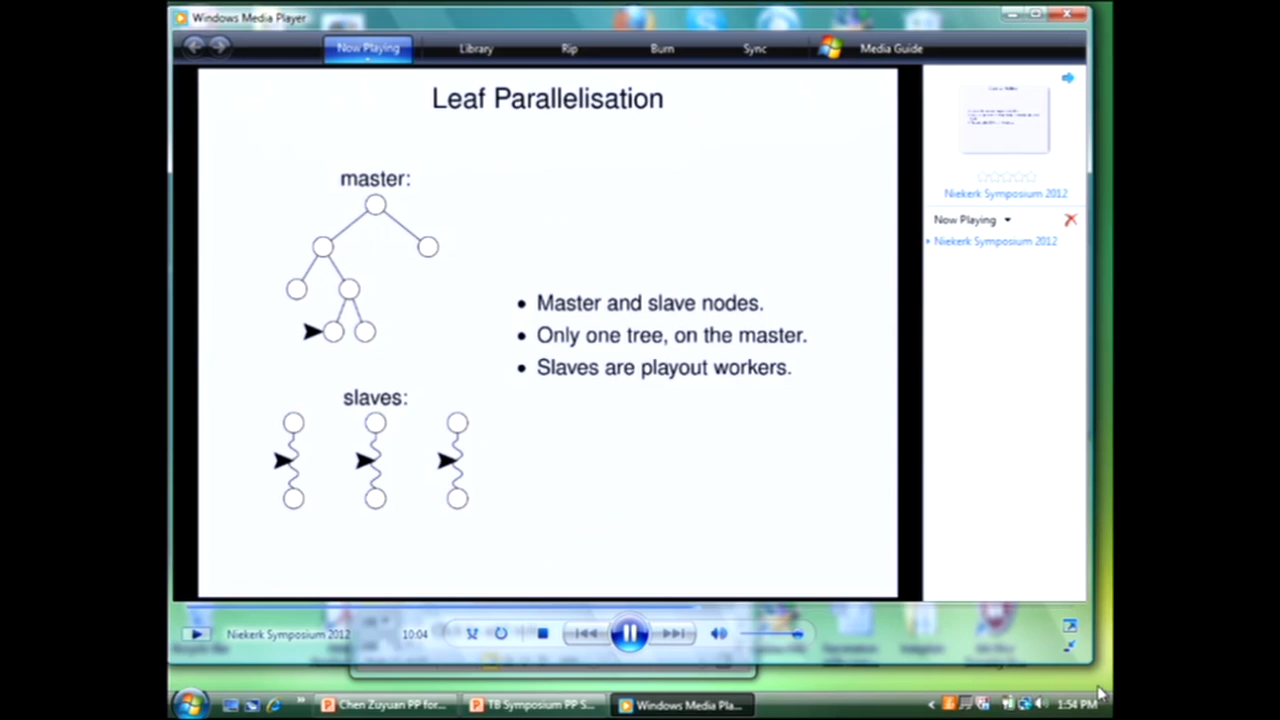 Windows Media Player
Now Playing
Library
Rip
Burn
Sync
Media Guide
Leaf Parallelisation
master:
Master and slave nodes.
Only one tree, on the master.
Slaves are playout workers.
slaves:
Niekerk Symposium 2012
Now Playing
Niekerk Symposium 2012
Niekerk Symposium 2012
10:04
Chen Zuyuan PP for...
TB Symposium PP S...
Windows Media Pla...
1:54 PM